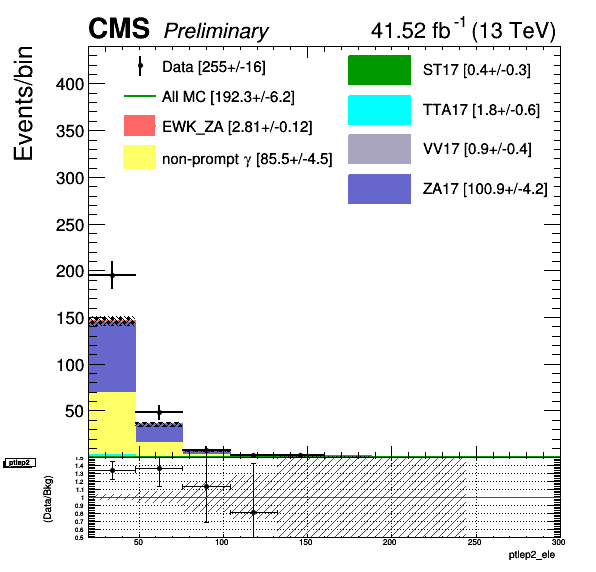 CMS Preliminary 41.52 fb⁻¹ (13 TeV)
Events/bin
Data [255+/-16]
All MC [192.3+/-6.2]
EWK_ZA [2.81+/-0.12]
non-prompt γ [85.5+/-4.5]
ST17 [0.4+/-0.3]
TTA17 [1.8+/-0.6]
VV17 [0.9+/-0.4]
ZA17 [100.9+/-4.2]
400
350
300
250
200
150
100
50
ptlep2
(Data/Bkg)
1.5
1.4
1.3
1.2
1.1
1
0.9
0.8
0.7
0.6
0.5
50 100 150 200 250 300
ptlep2_ele